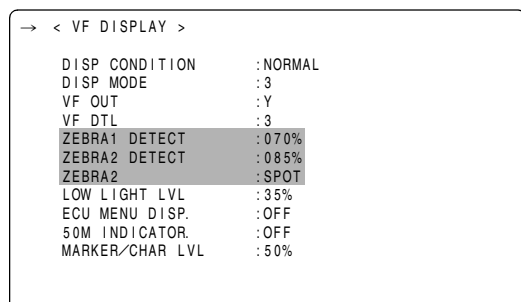 → < VF DISPLAY >
DISP CONDITION :NORMAL
DISP MODE :3
VF OUT :Y
VF DTL :3
ZEBRA1 DETECT :070%
ZEBRA2 DETECT :085%
ZEBRA2 :SPOT
LOW LIGHT LVL :35%
ECU MENU DISP. :OFF
50M INDICATOR. :OFF
MARKER/CHAR LVL :50%